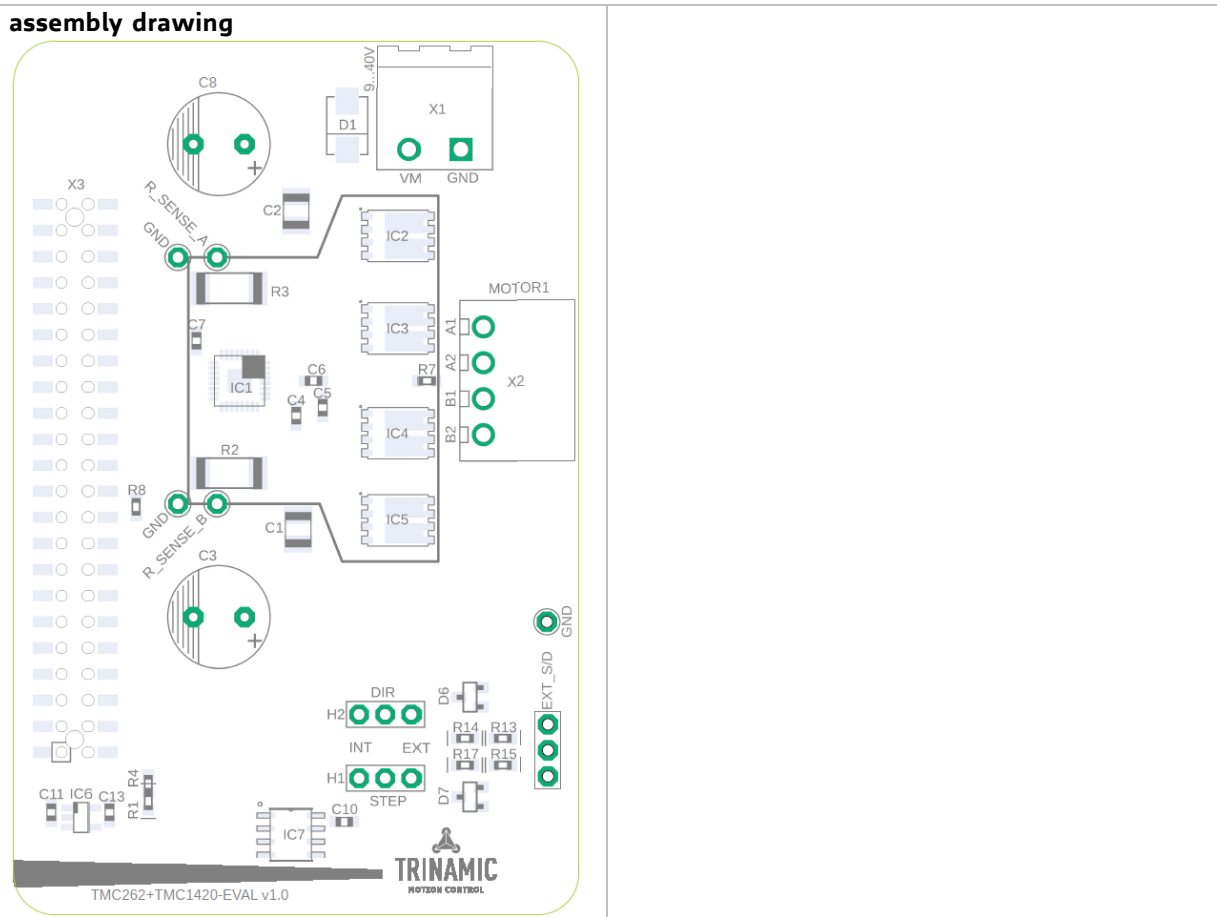 assembly drawing
9...40V
C8
X1
D1
VM
GND
X3
R_SENSE_A
C2
GND
IC2
R3
MOTOR1
C7
IC3
A1
A2
C6
R7
IC1
X2
C5
C4
B1
IC4
B2
R2
R8
GND
IC5
C1
R_SENSE_B
C3
GND
EXT_S/D
DIR
D6
H2
R14
R13
INT
EXT
R17
R15
H1
R4
STEP
D7
C11
IC6
C13
R1
C10
IC7
TRINAMIC
MOTION CONTROL
TMC262+TMC1420-EVAL v1.0